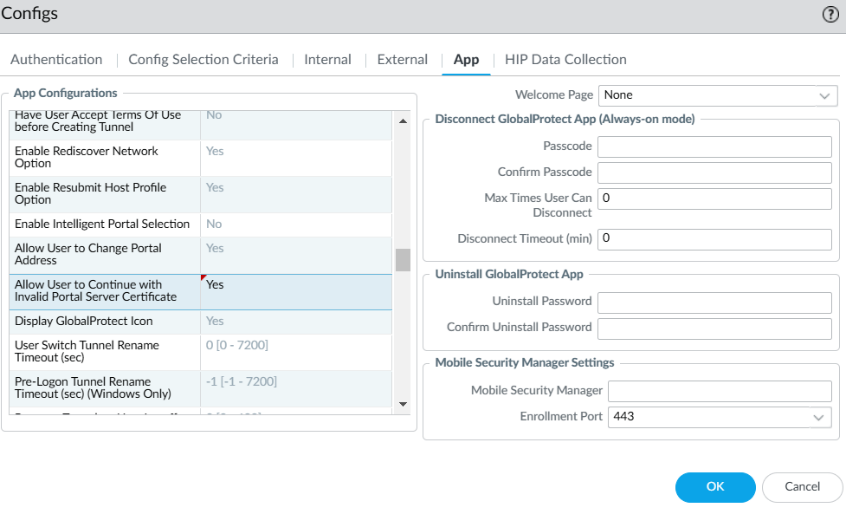 Configs
Authentication
Config Selection Criteria
Internal
External
App
HIP Data Collection
App Configurations
Have User Accept Terms Of Use
before Creating Tunnel
No
Enable Rediscover Network
Option
Yes
Enable Resubmit Host Profile
Option
Yes
Enable Intelligent Portal Selection
No
Allow User to Change Portal
Address
Yes
Allow User to Continue with
Invalid Portal Server Certificate
Yes
Display GlobalProtect Icon
Yes
User Switch Tunnel Rename
Timeout (sec)
0 [0 - 7200]
Pre-Logon Tunnel Rename
Timeout (sec) (Windows Only)
-1 [-1 - 7200]
Welcome Page
None
Disconnect GlobalProtect App (Always-on mode)
Passcode
Confirm Passcode
Max Times User Can
Disconnect
0
Disconnect Timeout (min)
0
Uninstall GlobalProtect App
Uninstall Password
Confirm Uninstall Password
Mobile Security Manager Settings
Mobile Security Manager
Enrollment Port
443
OK
Cancel